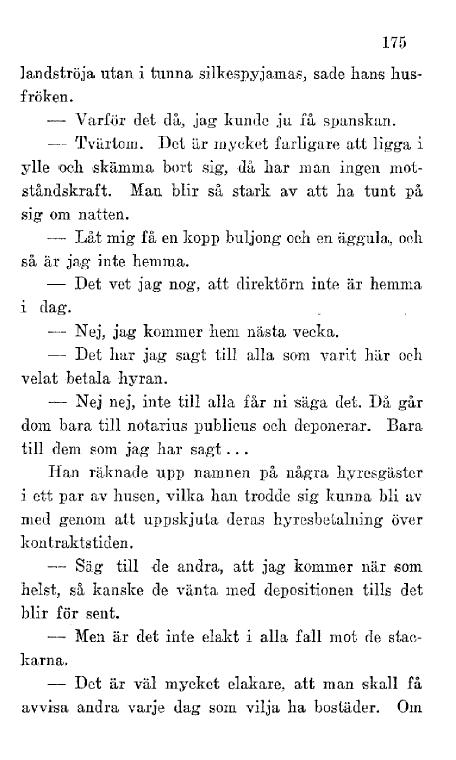 175
landströja utan i tunna silkespyjamas, sade hans hus-
fröken.
— Varför det då, jag kunde ju få spanskan.
— Tvärtom. Det är mycket farligare att ligga i
ylle och skämma bort sig, då har man ingen mot-
ståndskraft. Man blir så stark av att ha tunt på
sig om natten.
— Låt mig få en kopp buljong och en äggula, och
så är jag inte hemma.
— Det vet jag nog, att direktörn inte är hemma
i dag.
— Nej, jag kommer hem nästa vecka.
— Det har jag sagt till alla som varit här och
velat betala hyran.
— Nej nej, inte till alla får ni säga det. Då går
dom bara till notarius publicus och deponerar. Bara
till dem som jag har sagt...
Han räknade upp namnen på några hyresgäster
i ett par av husen, vilka han trodde sig kunna bli av
med genom att uppskjuta deras hyresbetalning över
kontraktstiden.
— Säg till de andra, att jag kommer när som
helst, så kanske de vänta med depositionen tills det
blir för sent.
— Men är det inte elakt i alla fall mot de stac-
karna.
— Det är väl mycket elakare, att man skall få
avvisa andra varje dag som vilja ha bostäder. Om